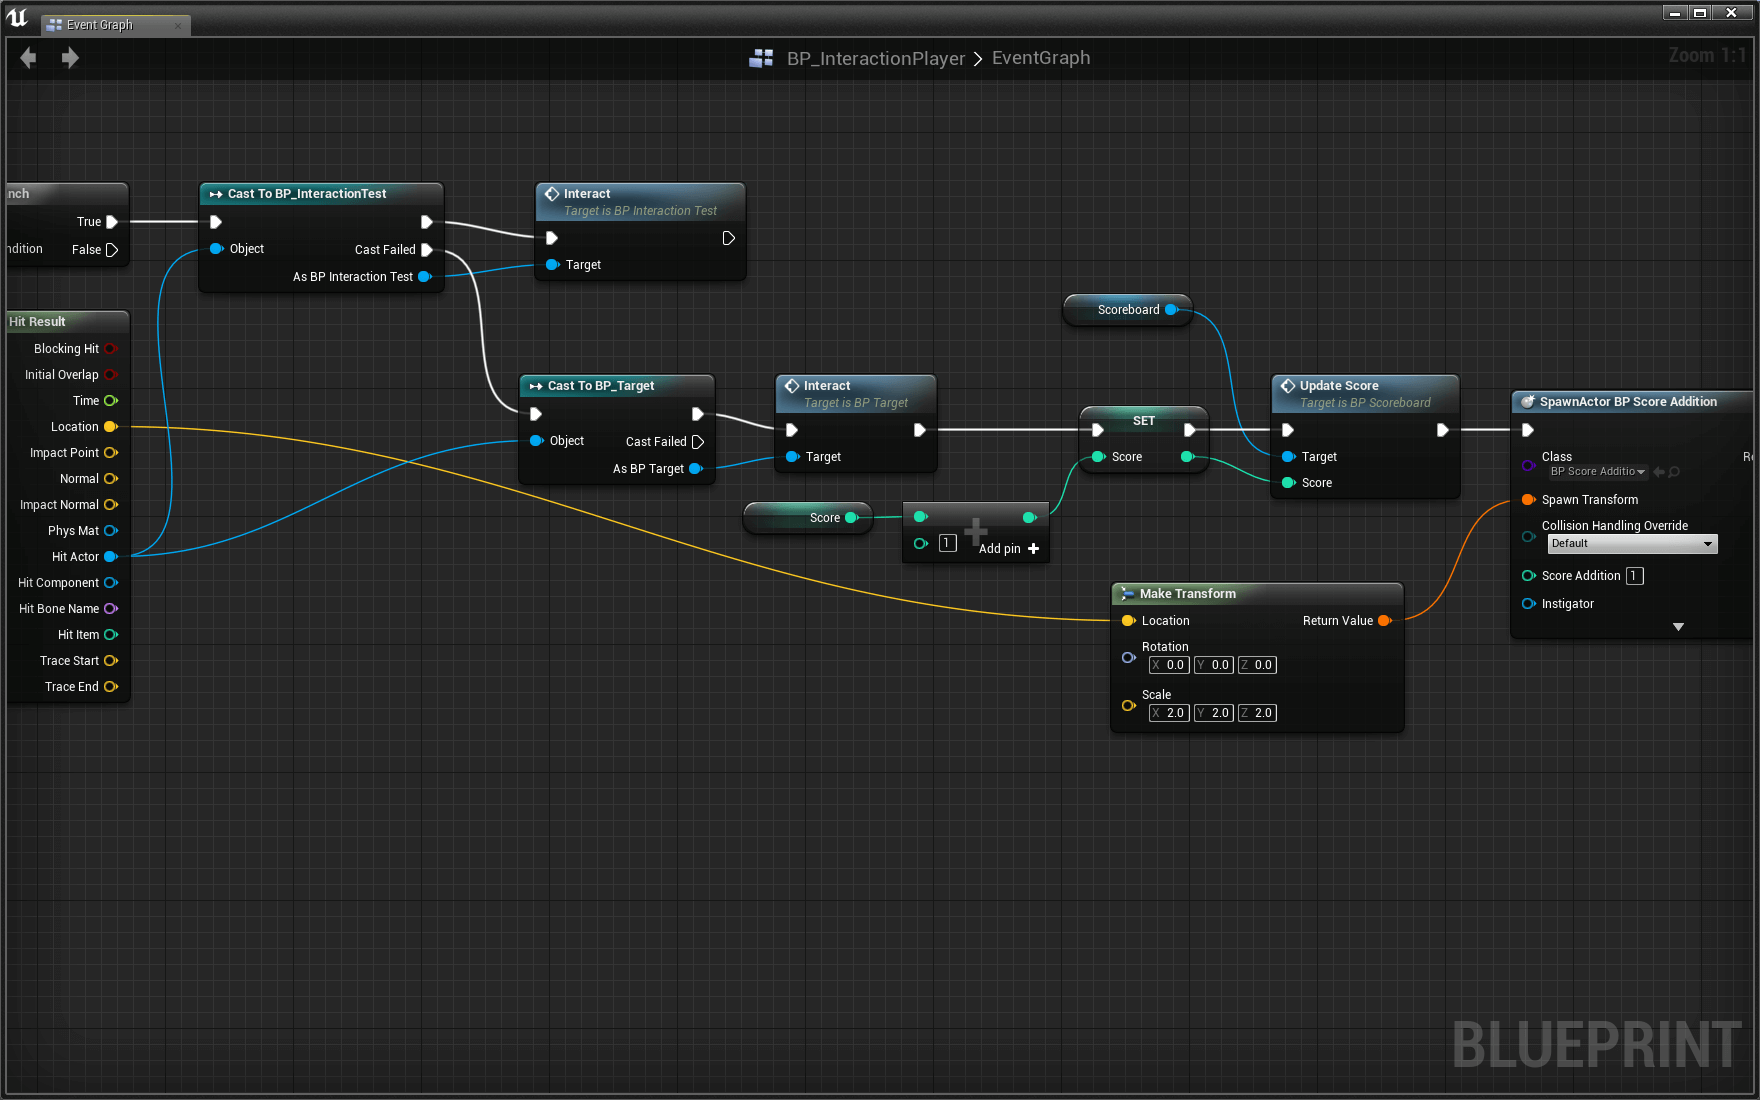 Event Graph
BP_InteractionPlayer > EventGraph
Zoom 1:1
nch
True
ndition
False
Cast To BP_InteractionTest
Object
Cast Failed
As BP Interaction Test
Interact
Target is BP Interaction Test
Target
Hit Result
Blocking Hit
Initial Overlap
Time
Location
Impact Point
Normal
Impact Normal
Phys Mat
Hit Actor
Hit Component
Hit Bone Name
Hit Item
Trace Start
Trace End
Cast To BP_Target
Object
Cast Failed
As BP Target
Interact
Target is BP Target
Target
Scoreboard
SET
Score
Update Score
Target is BP Scoreboard
Target
Score
Score
1
Add pin
Make Transform
Location
Return Value
Rotation
X 0.0 Y 0.0 Z 0.0
Scale
X 2.0 Y 2.0 Z 2.0
SpawnActor BP Score Addition
Class
Re
BP Score Additio
Spawn Transform
Collision Handling Override
Default
Score Addition 1
Instigator
BLUEPRINT